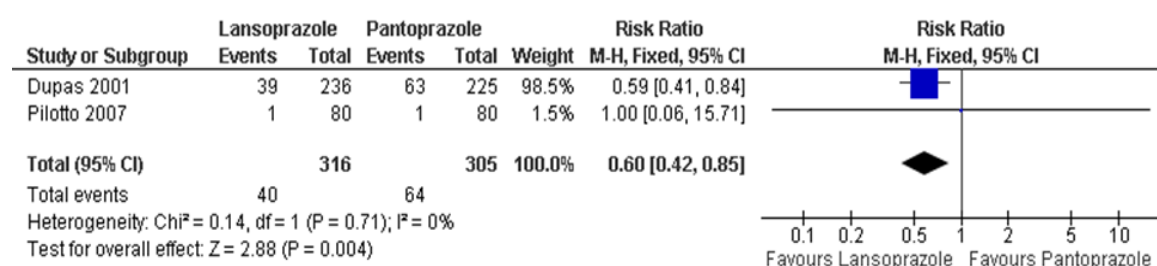 Lansoprazole Pantoprazole Risk Ratio Risk Ratio
Study or Subgroup Events Total Events Total Weight M-H, Fixed, 95% CI M-H, Fixed, 95% CI
Dupas 2001 39 236 63 225 98.5% 0.59 [0.41, 0.84]
Pilotto 2007 1 80 1 80 1.5% 1.00 [0.06, 15.71]
Total (95% CI) 316 305 100.0% 0.60 [0.42, 0.85]
Total events 40 64
Heterogeneity: Chi² = 0.14, df = 1 (P = 0.71); I² = 0%
Test for overall effect: Z = 2.88 (P = 0.004)
0.1 0.2 0.5 1 2 5 10
Favours Lansoprazole Favours Pantoprazole